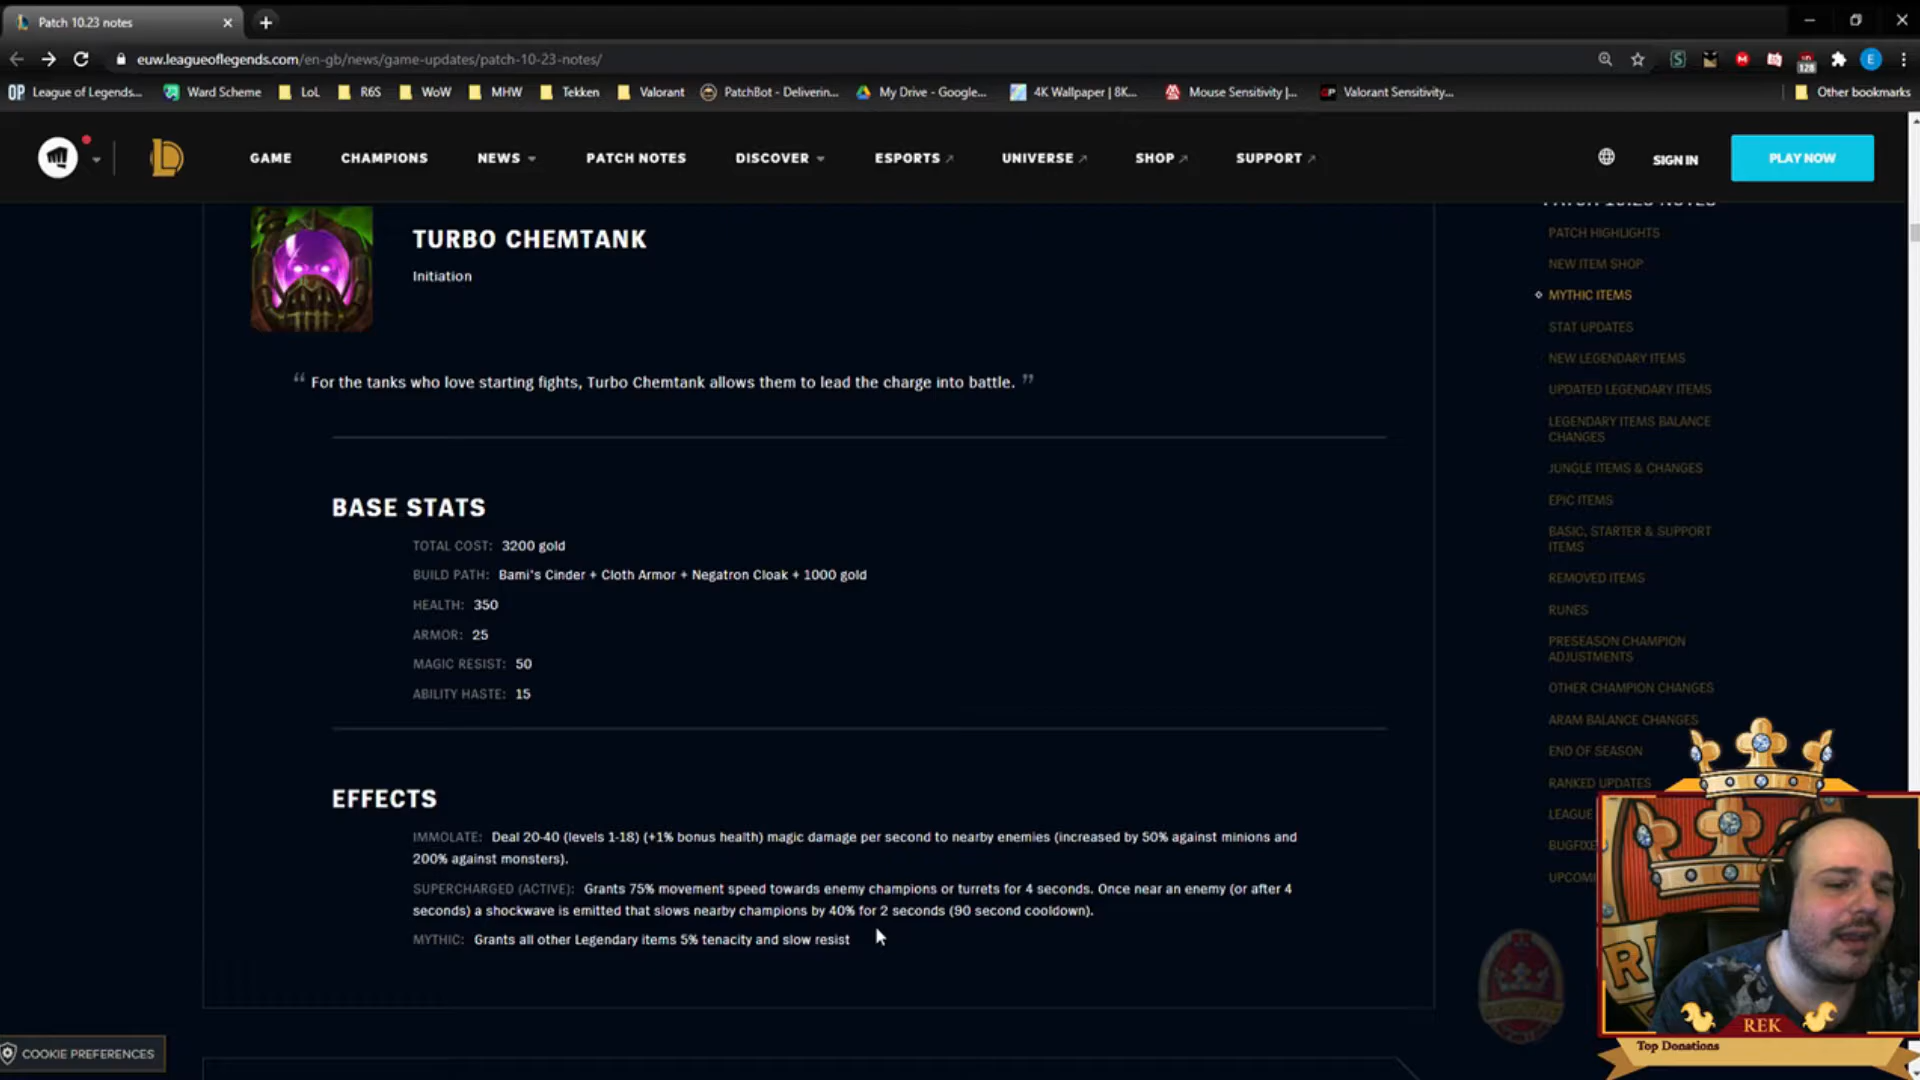 Patch 10.23 notes
euw.leagueoflegends.com/en-gb/news/game-updates/patch-10-23-notes/
128
E
OP League of Legends...
Ward Scheme
LoL
R6S
WoW
MHW
Tekken
Valorant
PatchBot - Deliverin...
My Drive - Google...
4K Wallpaper | 8K...
Mouse Sensitivity |...
Valorant Sensitivity...
Other bookmarks
GAME
CHAMPIONS
NEWS
PATCH NOTES
DISCOVER
ESPORTS
UNIVERSE
SHOP
SUPPORT
SIGN IN
PLAY NOW
TURBO CHEMTANK
Initiation
“ For the tanks who love starting fights, Turbo Chemtank allows them to lead the charge into battle. ”
BASE STATS
TOTAL COST: 3200 gold
BUILD PATH: Bami's Cinder + Cloth Armor + Negatron Cloak + 1000 gold
HEALTH: 350
ARMOR: 25
MAGIC RESIST: 50
ABILITY HASTE: 15
EFFECTS
IMMOLATE: Deal 20-40 (levels 1-18) (+1% bonus health) magic damage per second to nearby enemies (increased by 50% against minions and
200% against monsters).
SUPERCHARGED (ACTIVE): Grants 75% movement speed towards enemy champions or turrets for 4 seconds. Once near an enemy (or after 4
seconds) a shockwave is emitted that slows nearby champions by 40% for 2 seconds (90 second cooldown).
MYTHIC: Grants all other Legendary items 5% tenacity and slow resist
PATCH 10.23 NOTES
PATCH HIGHLIGHTS
NEW ITEM SHOP
MYTHIC ITEMS
STAT UPDATES
NEW LEGENDARY ITEMS
UPDATED LEGENDARY ITEMS
LEGENDARY ITEMS BALANCE
CHANGES
JUNGLE ITEMS & CHANGES
EPIC ITEMS
BASIC, STARTER & SUPPORT
ITEMS
REMOVED ITEMS
RUNES
PRESEASON CHAMPION
ADJUSTMENTS
OTHER CHAMPION CHANGES
ARAM BALANCE CHANGES
END OF SEASON
RANKED UPDATES
LEAGUE
BUGFIXE
UPCOM
COOKIE PREFERENCES
REK
Top Donations